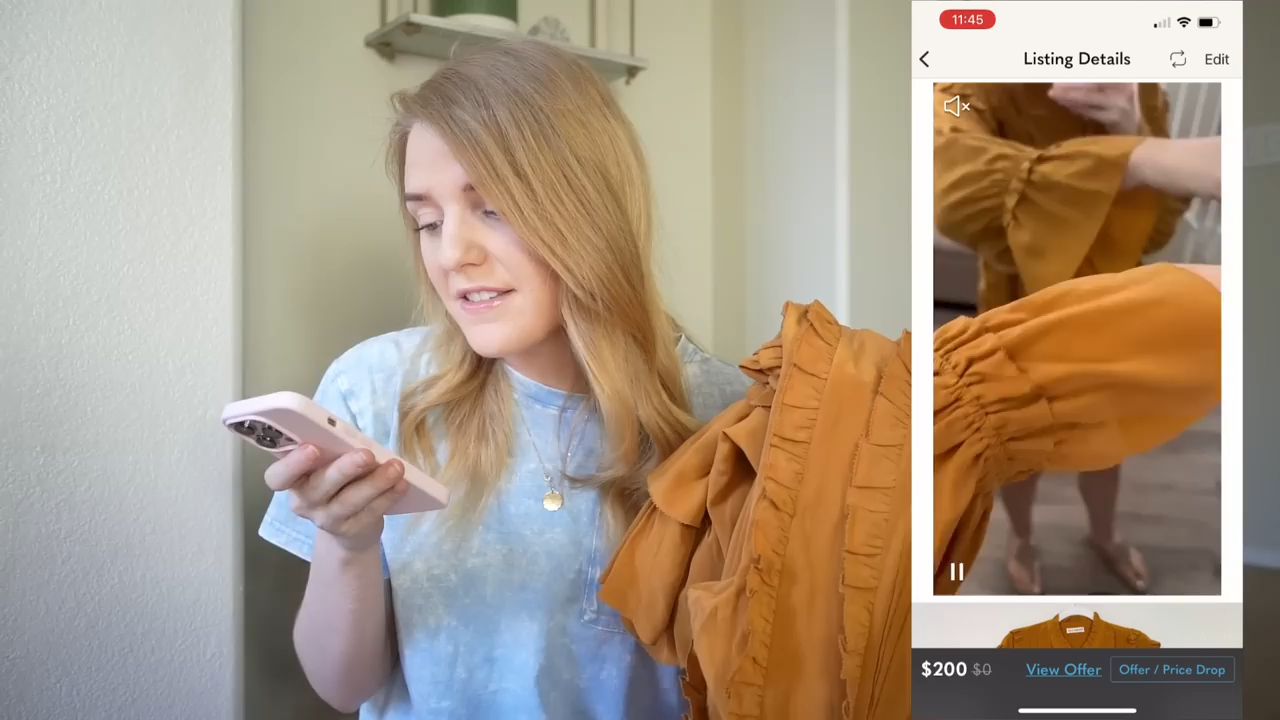 11:45
Listing Details
Edit
$200 $0
View Offer
Offer / Price Drop